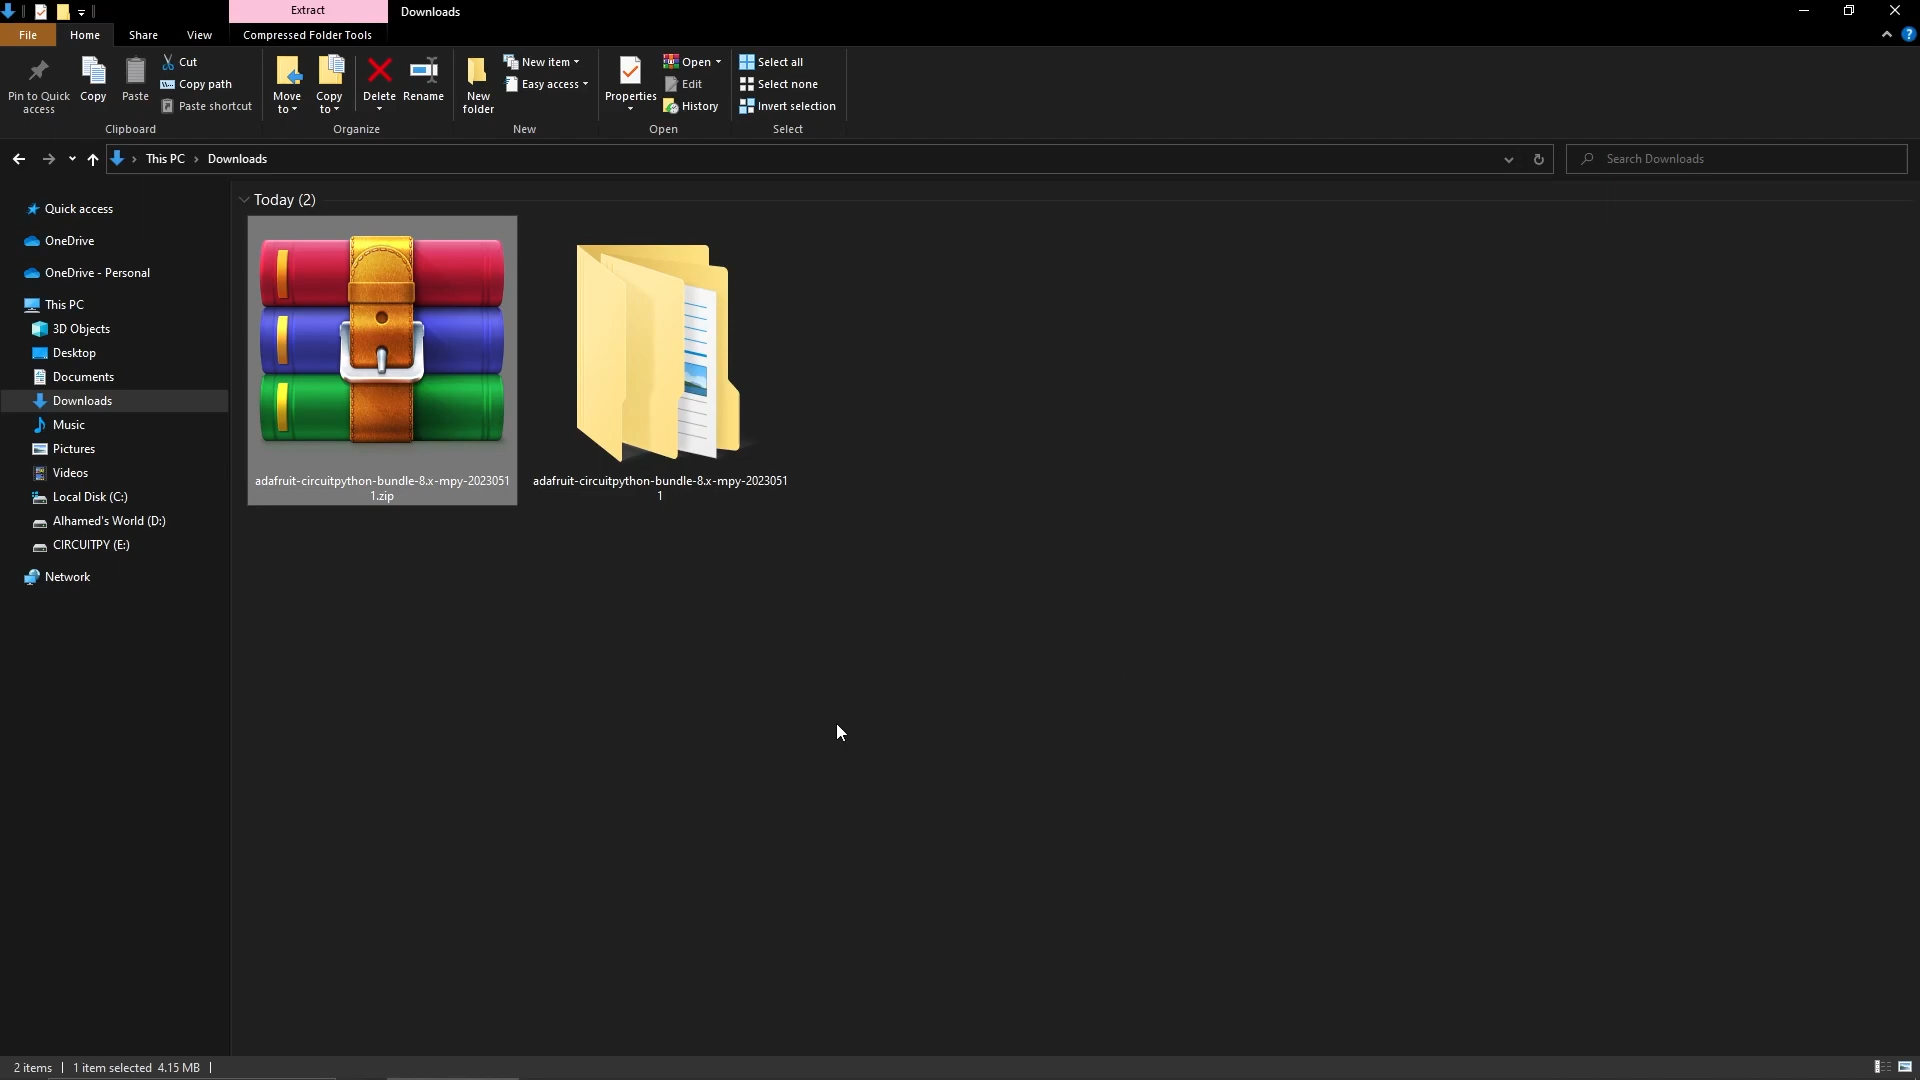 Extract
Downloads
File
Home
Share
View
Compressed Folder Tools
Pin to Quick
access
Copy
Paste
Cut
Copy path
Paste shortcut
Clipboard
Move
to
Copy
to
Delete
Rename
Organize
New
folder
New item
Easy access
New
Properties
Open
Edit
History
Open
Select all
Select none
Invert selection
Select
This PC
Downloads
Search Downloads
Quick access
OneDrive
OneDrive - Personal
This PC
3D Objects
Desktop
Documents
Downloads
Music
Pictures
Videos
Local Disk (C:)
Alhamed's World (D:)
CIRCUITPY (E:)
Network
Today (2)
adafruit-circuitpython-bundle-8.x-mpy-2023051
1.zip
adafruit-circuitpython-bundle-8.x-mpy-2023051
1
2 items
1 item selected 4.15 MB